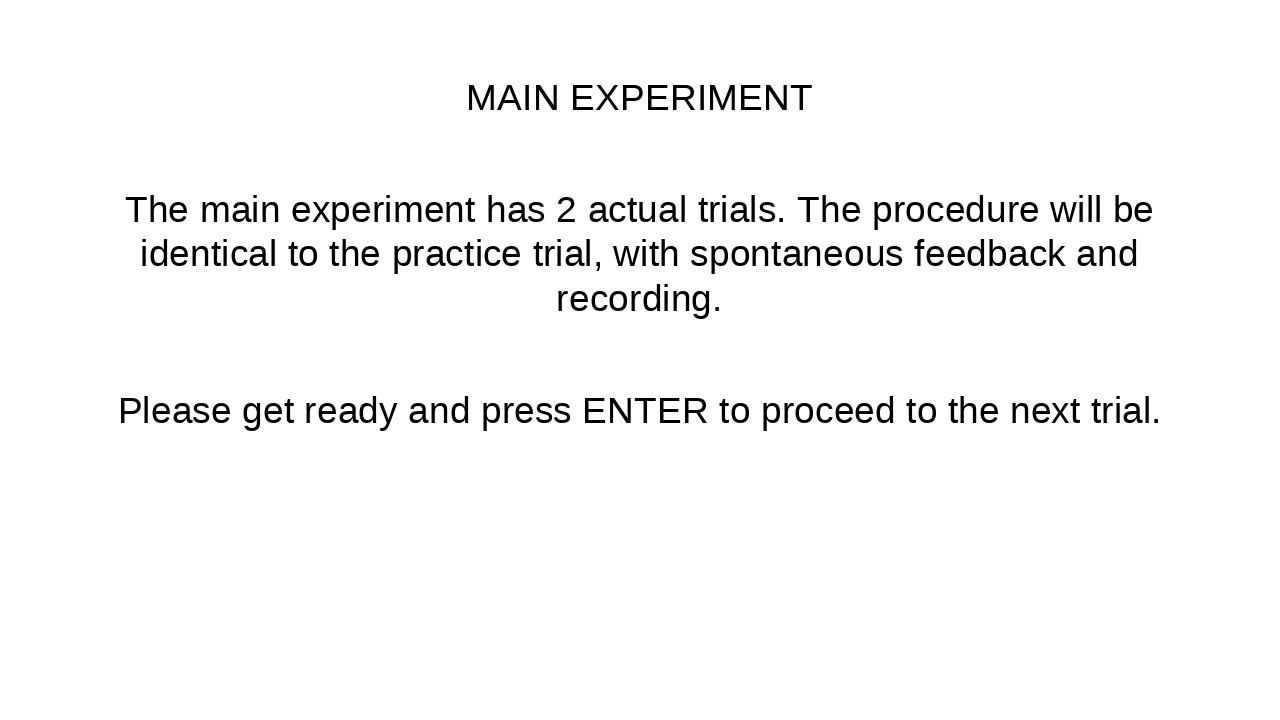 MAIN EXPERIMENT
The main experiment has 2 actual trials. The procedure will be
identical to the practice trial, with spontaneous feedback and
recording.
Please get ready and press ENTER to proceed to the next trial.